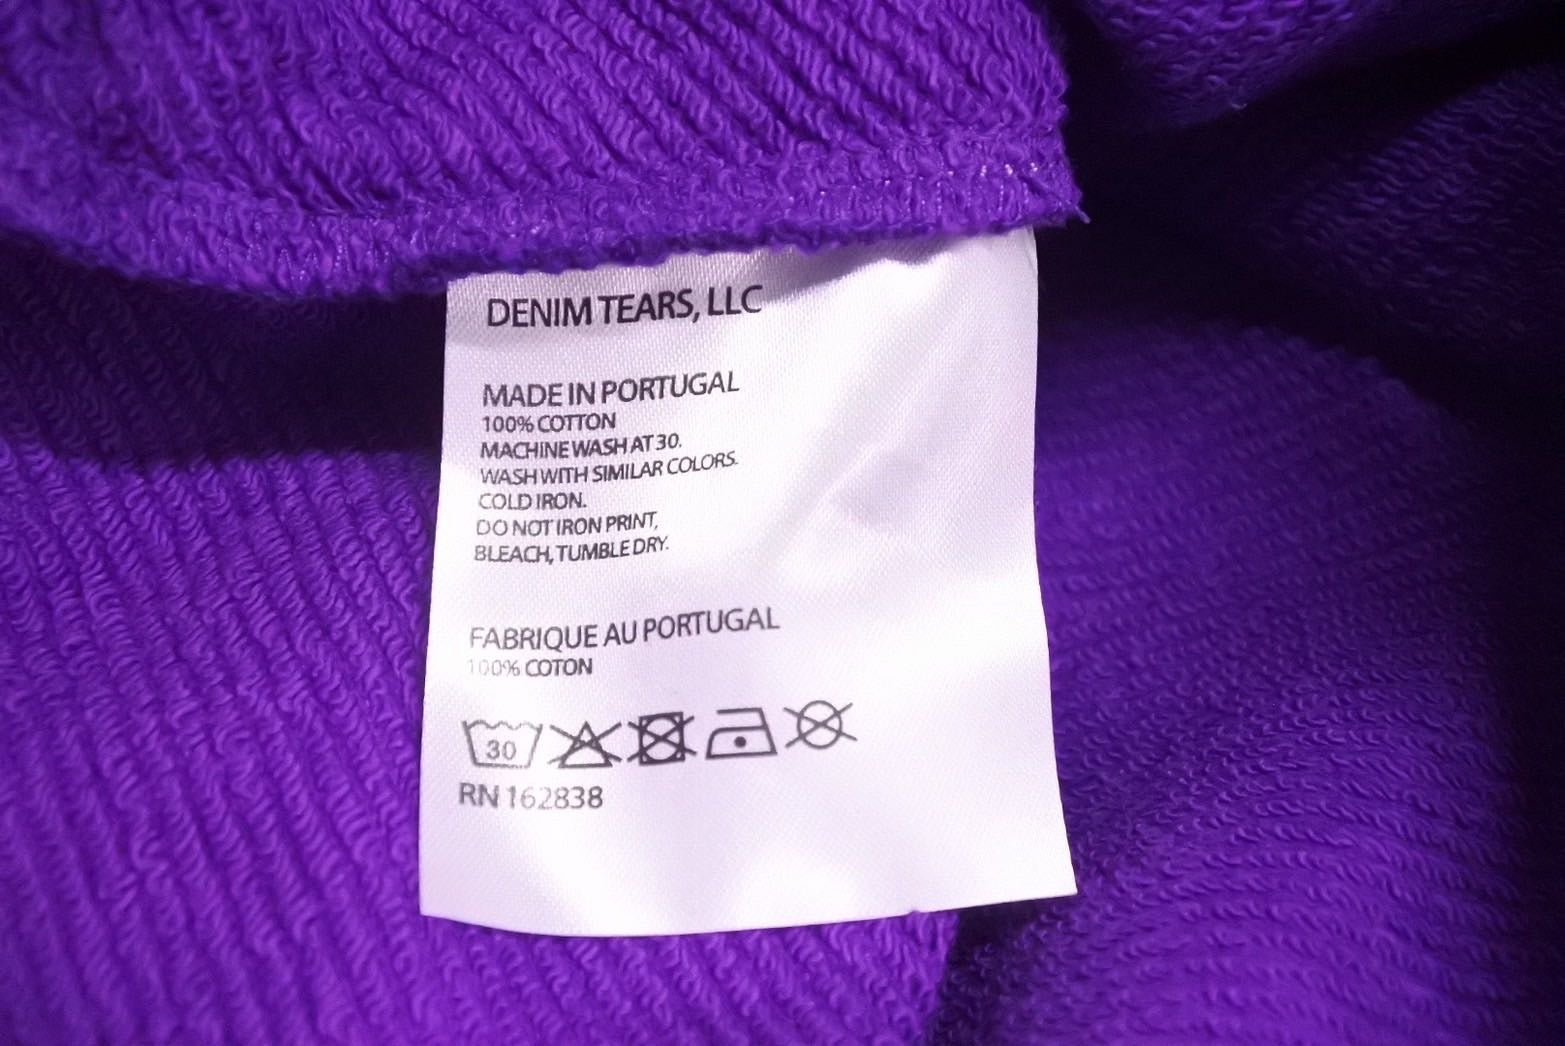 DENIM TEARS, LLC
MADE IN PORTUGAL
100% COTTON
MACHINE WASH AT 30.
WASH WITH SIMILAR COLORS.
COLD IRON.
DO NOT IRON PRINT,
BLEACH, TUMBLE DRY.
FABRIQUE AU PORTUGAL
100% COTON
30
RN 162838